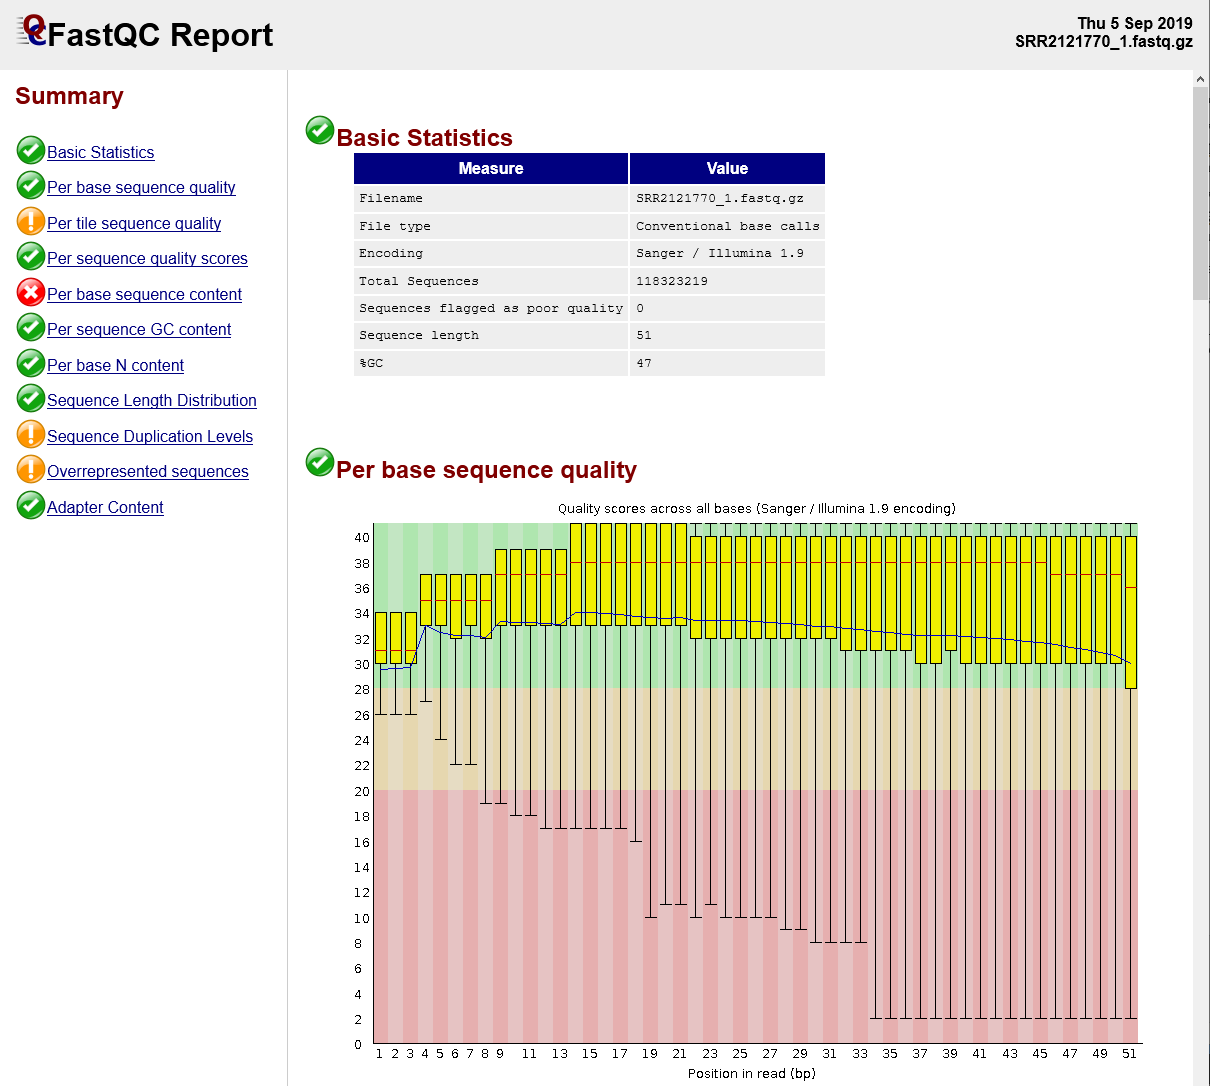 FastQC Report
Thu 5 Sep 2019
SRR2121770_1.fastq.gz
Summary
Basic Statistics
Per base sequence quality
Per tile sequence quality
Per sequence quality scores
Per base sequence content
Per sequence GC content
Per base N content
Sequence Length Distribution
Sequence Duplication Levels
Overrepresented sequences
Adapter Content
Basic Statistics
Measure Value
Filename SRR2121770_1.fastq.gz
File type Conventional base calls
Encoding Sanger / Illumina 1.9
Total Sequences 118323219
Sequences flagged as poor quality 0
Sequence length 51
%GC 47
Per base sequence quality
Quality scores across all bases (Sanger / Illumina 1.9 encoding)
40
38
36
34
32
30
28
26
24
22
20
18
16
14
12
10
8
6
4
2
0
1 2 3 4 5 6 7 8 9 11 13 15 17 19 21 23 25 27 29 31 33 35 37 39 41 43 45 47 49 51
Position in read (bp)